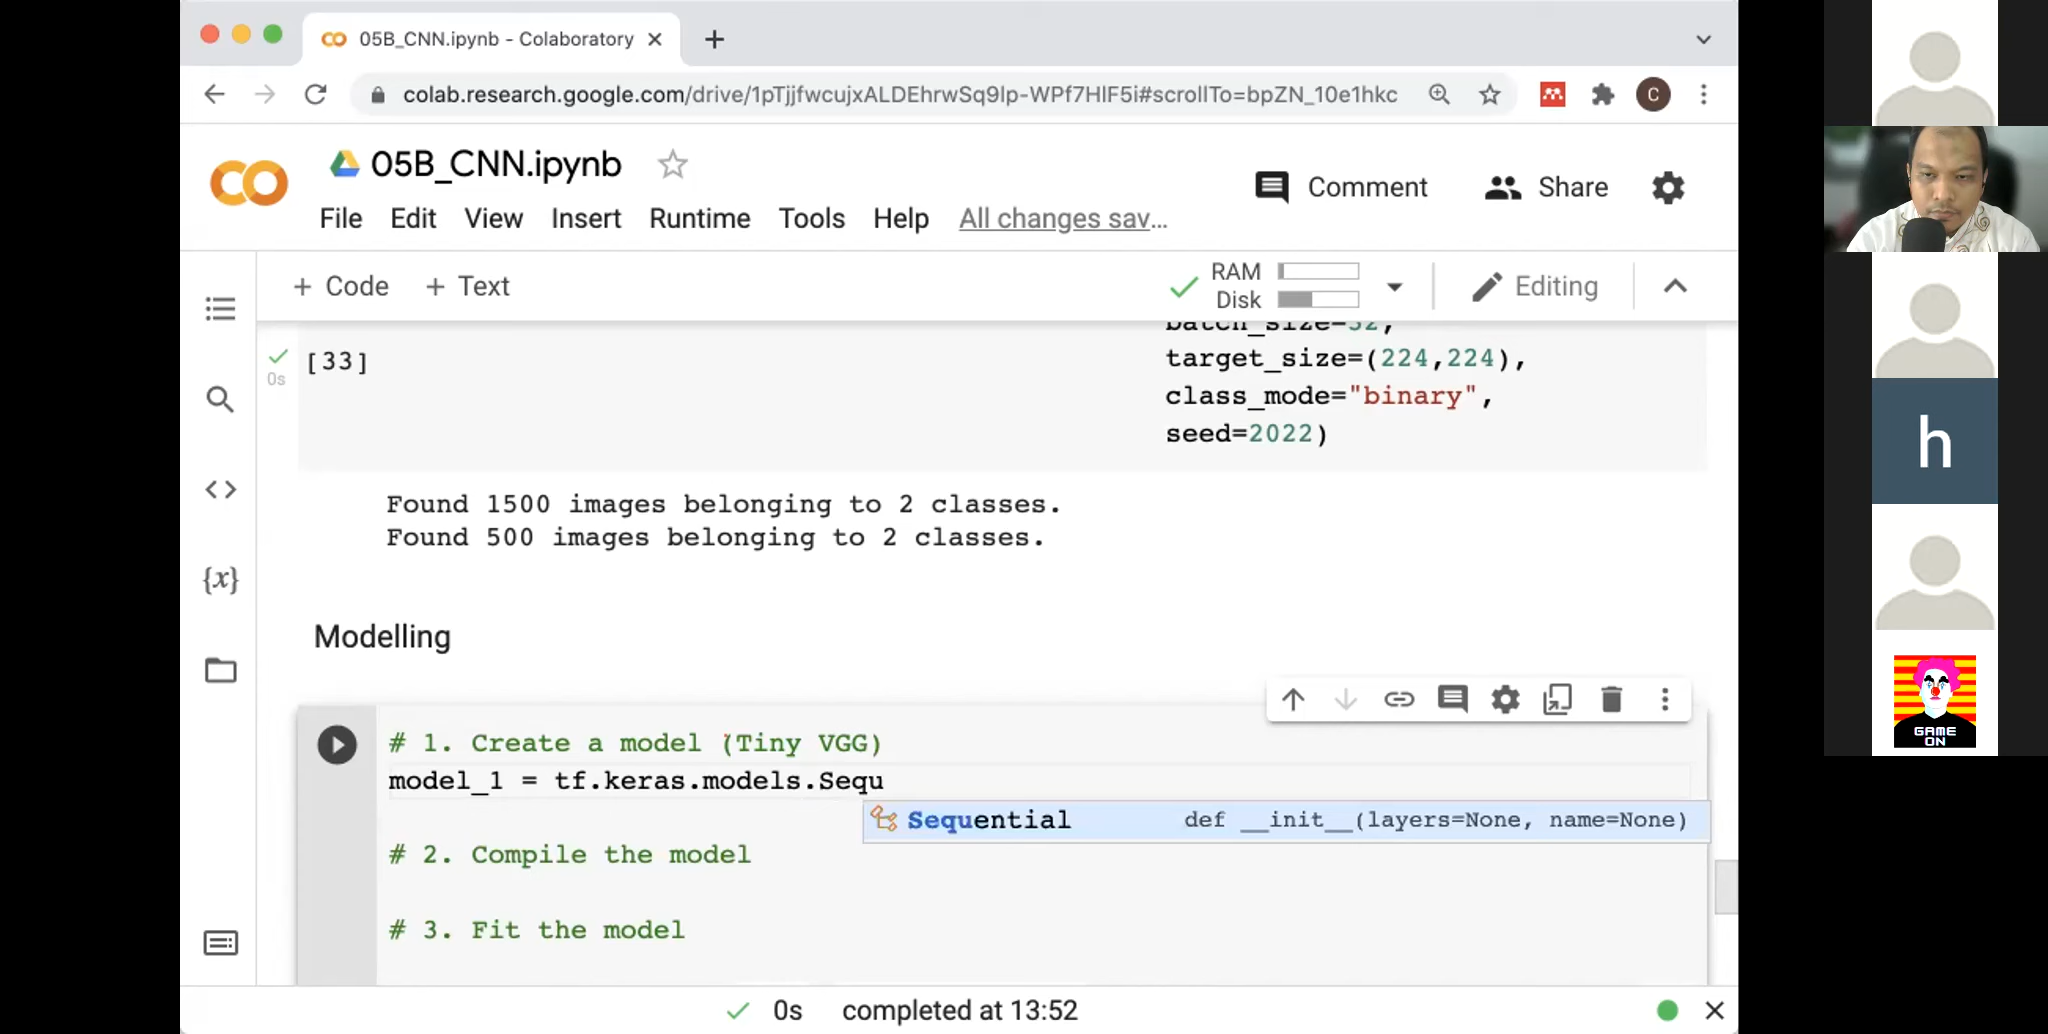 05B_CNN.ipynb - Colaboratory
colab.research.google.com/drive/1pTjjfwcujxALDEhrwSq9lp-WPf7HIF5i#scrollTo=bpZN_10e1hkc
C
05B_CNN.ipynb
Comment
Share
File Edit View Insert Runtime Tools Help All changes sav...
+ Code + Text
RAM
Disk
Editing
batch_size=32,
[33]
0s
target_size=(224,224),
class_mode="binary",
seed=2022)
Found 1500 images belonging to 2 classes.
Found 500 images belonging to 2 classes.
{x}
Modelling
# 1. Create a model (Tiny VGG)
model_1 = tf.keras.models.Sequ
Sequential def __init__(layers=None, name=None)
# 2. Compile the model
# 3. Fit the model
0s completed at 13:52
h
GAME
ON